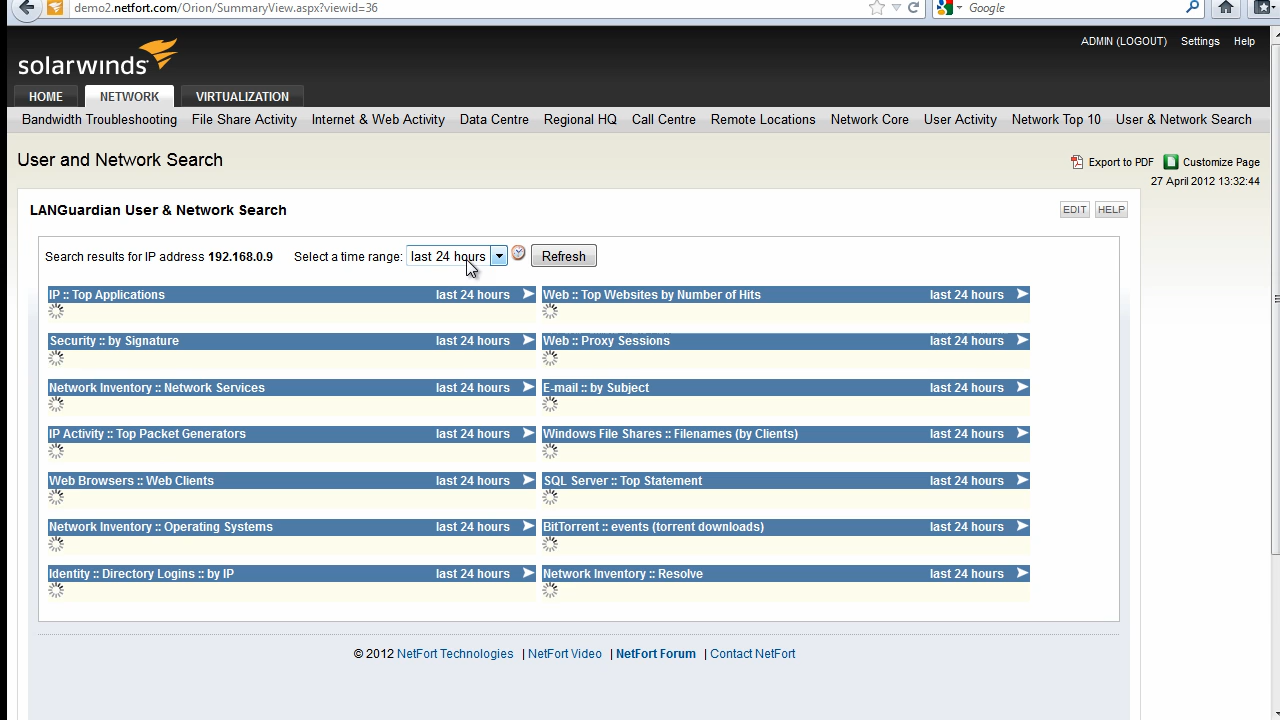 demo2.netfort.com/Orion/SummaryView.aspx?viewid=36
Google
ADMIN (LOGOUT) Settings Help
solarwinds
HOME NETWORK VIRTUALIZATION
Bandwidth Troubleshooting File Share Activity Internet & Web Activity Data Centre Regional HQ Call Centre Remote Locations Network Core User Activity Network Top 10 User & Network Search
User and Network Search
Export to PDF Customize Page
27 April 2012 13:32:44
LANGuardian User & Network Search
EDIT HELP
Search results for IP address 192.168.0.9 Select a time range: last 24 hours Refresh
IP :: Top Applications last 24 hours Web :: Top Websites by Number of Hits last 24 hours
Security :: by Signature last 24 hours Web :: Proxy Sessions last 24 hours
Network Inventory :: Network Services last 24 hours E-mail :: by Subject last 24 hours
IP Activity :: Top Packet Generators last 24 hours Windows File Shares :: Filenames (by Clients) last 24 hours
Web Browsers :: Web Clients last 24 hours SQL Server :: Top Statement last 24 hours
Network Inventory :: Operating Systems last 24 hours BitTorrent :: events (torrent downloads) last 24 hours
Identity :: Directory Logins :: by IP last 24 hours Network Inventory :: Resolve last 24 hours
© 2012 NetFort Technologies | NetFort Video | NetFort Forum | Contact NetFort